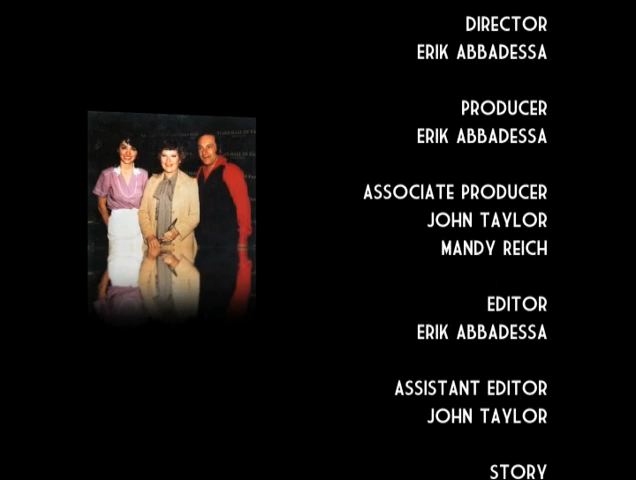 DIRECTOR
ERIK ABBADESSA
PRODUCER
ERIK ABBADESSA
ASSOCIATE PRODUCER
JOHN TAYLOR
MANDY REICH
EDITOR
ERIK ABBADESSA
ASSISTANT EDITOR
JOHN TAYLOR
STORY